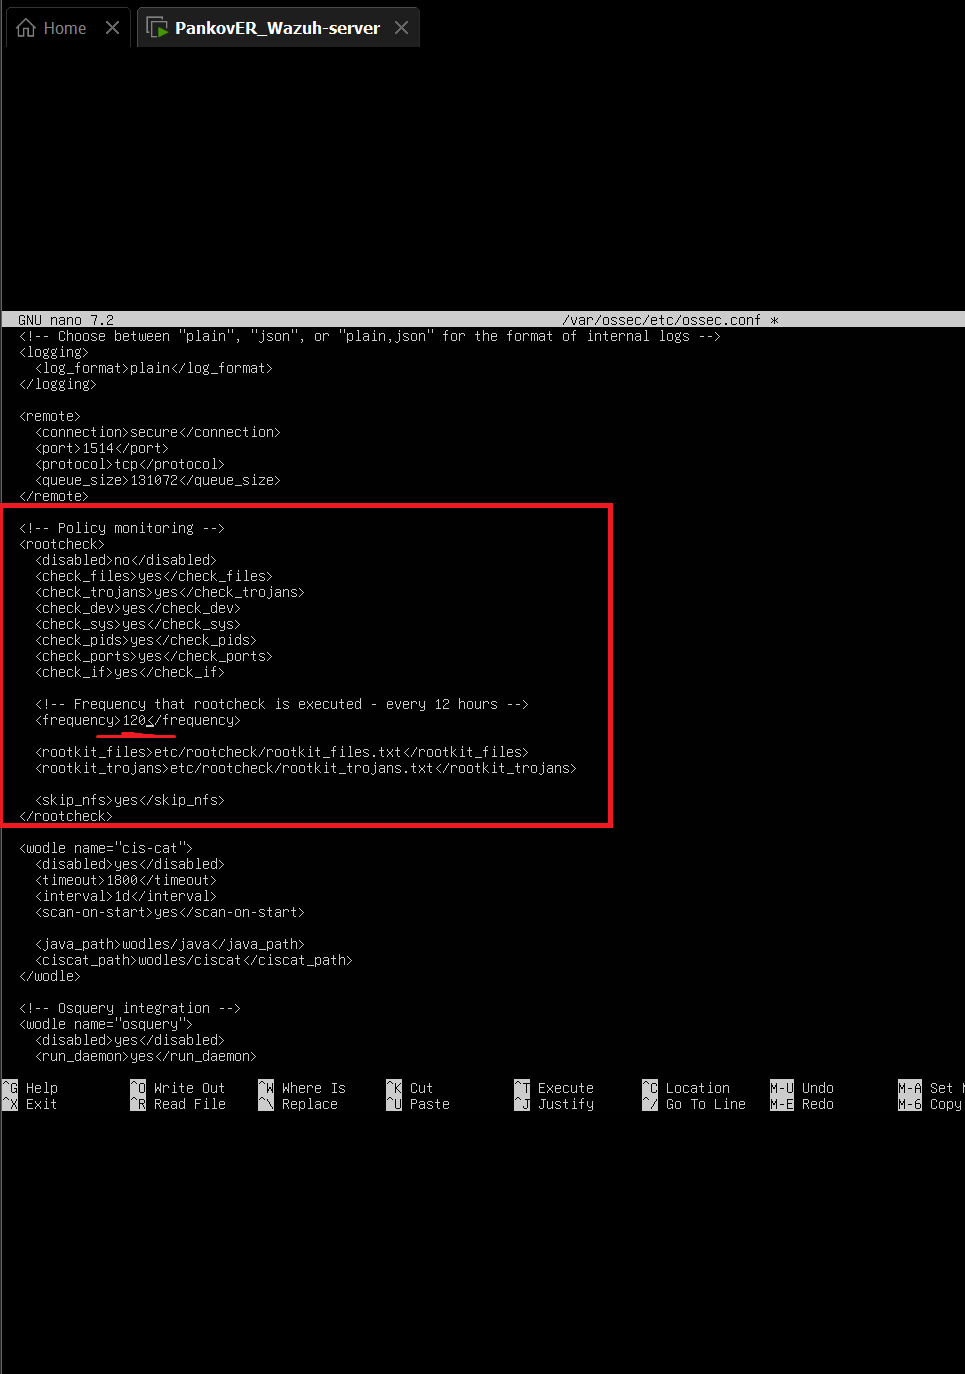 Home
PankovER_Wazuh-server
GNU nano 7.2 /var/ossec/etc/ossec.conf *
<!-- Choose between "plain", "json", or "plain,json" for the format of internal logs -->
<logging>
<log_format>plain</log_format>
</logging>
<remote>
<connection>secure</connection>
<port>1514</port>
<protocol>tcp</protocol>
<queue_size>131072</queue_size>
</remote>
<!-- Policy monitoring -->
<rootcheck>
<disabled>no</disabled>
<check_files>yes</check_files>
<check_trojans>yes</check_trojans>
<check_dev>yes</check_dev>
<check_sys>yes</check_sys>
<check_pids>yes</check_pids>
<check_ports>yes</check_ports>
<check_if>yes</check_if>
<!-- Frequency that rootcheck is executed - every 12 hours -->
<frequency>120</frequency>
<rootkit_files>etc/rootcheck/rootkit_files.txt</rootkit_files>
<rootkit_trojans>etc/rootcheck/rootkit_trojans.txt</rootkit_trojans>
<skip_nfs>yes</skip_nfs>
</rootcheck>
<wodle name="cis-cat">
<disabled>yes</disabled>
<timeout>1800</timeout>
<interval>1d</interval>
<scan-on-start>yes</scan-on-start>
<java_path>wodles/java</java_path>
<ciscat_path>wodles/ciscat</ciscat_path>
</wodle>
<!-- Osquery integration -->
<wodle name="osquery">
<disabled>yes</disabled>
<run_daemon>yes</run_daemon>
^G Help ^O Write Out ^W Where Is ^K Cut ^T Execute ^C Location M-U Undo M-A Set
^X Exit ^R Read File ^\ Replace ^U Paste ^J Justify ^/ Go To Line M-E Redo M-6 Copy